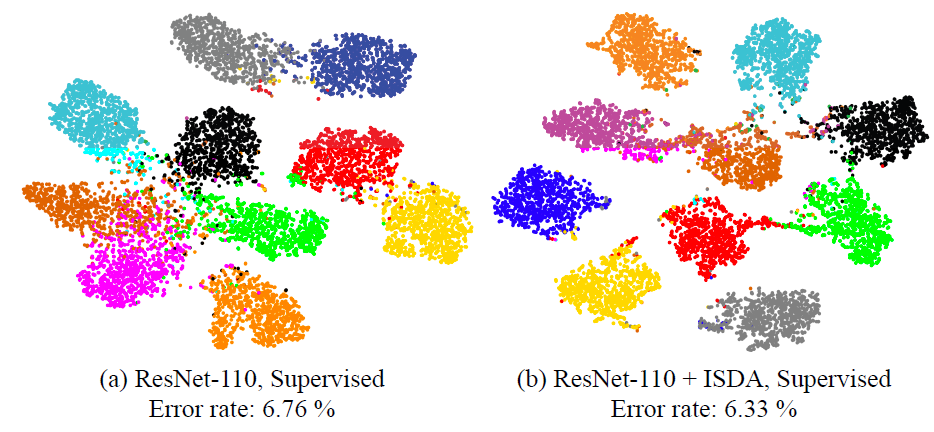 (a) ResNet-110, Supervised
Error rate: 6.76 %
(b) ResNet-110 + ISDA, Supervised
Error rate: 6.33 %